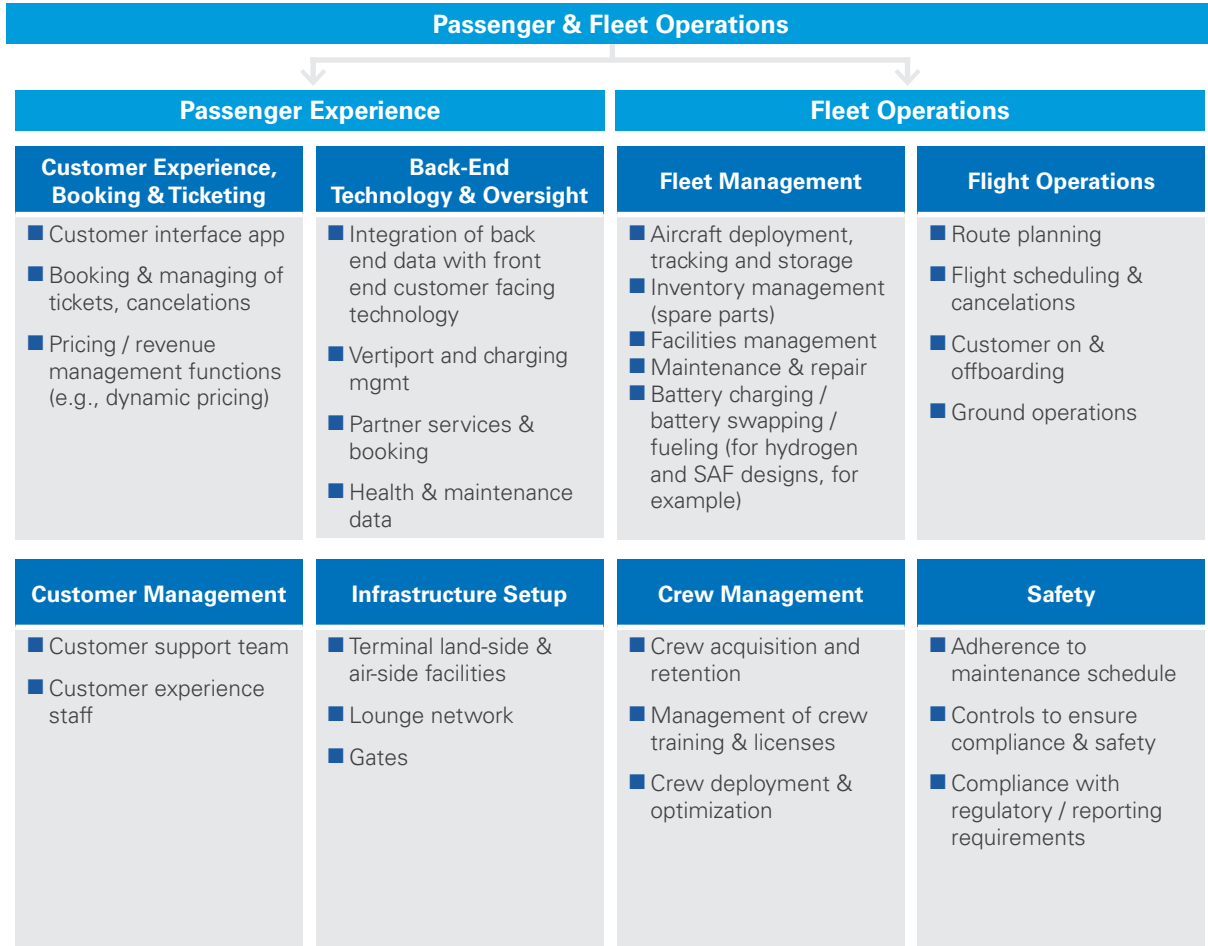 Passenger & Fleet Operations
Passenger Experience
Fleet Operations
Customer Experience,
Booking & Ticketing
■ Customer interface app
■ Booking & managing of
tickets, cancelations
■ Pricing / revenue
management functions
(e.g., dynamic pricing)
Back-End
Technology & Oversight
■ Integration of back
end data with front
end customer facing
technology
■ Vertiport and charging
mgmt
■ Partner services &
booking
■ Health & maintenance
data
Fleet Management
■ Aircraft deployment,
tracking and storage
■ Inventory management
(spare parts)
■ Facilities management
■ Maintenance & repair
■ Battery charging /
battery swapping /
fueling (for hydrogen
and SAF designs, for
example)
Flight Operations
■ Route planning
■ Flight scheduling &
cancelations
■ Customer on &
offboarding
■ Ground operations
Customer Management
■ Customer support team
■ Customer experience
staff
Infrastructure Setup
■ Terminal land-side &
air-side facilities
■ Lounge network
■ Gates
Crew Management
■ Crew acquisition and
retention
■ Management of crew
training & licenses
■ Crew deployment &
optimization
Safety
■ Adherence to
maintenance schedule
■ Controls to ensure
compliance & safety
■ Compliance with
regulatory / reporting
requirements